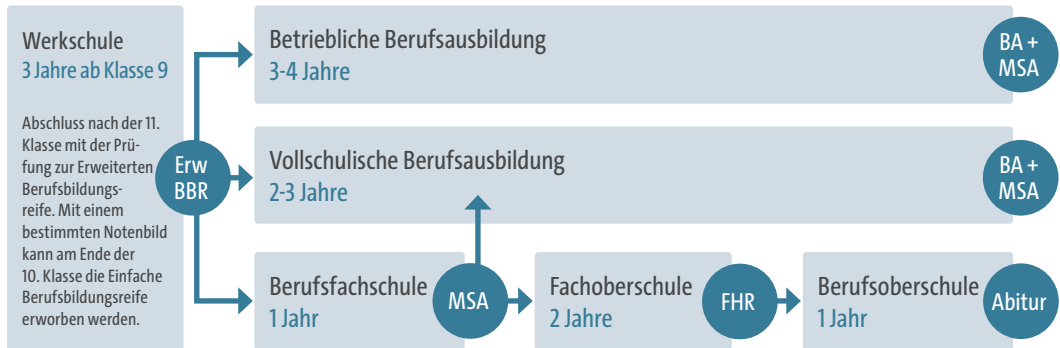 Werkschule
3 Jahre ab Klasse 9
Abschluss nach der 11.
Klasse mit der Prü-
fung zur Erweiterten
Berufsbildungs-
reife. Mit einem
bestimmten Notenbild
kann am Ende der
10. Klasse die Einfache
Berufsbildungsreife
erworben werden.
Erw
BBR
Betriebliche Berufsausbildung
3-4 Jahre
BA +
MSA
Vollschulische Berufsausbildung
2-3 Jahre
BA +
MSA
Berufsfachschule
1 Jahr
MSA
Fachoberschule
2 Jahre
FHR
Berufsoberschule
1 Jahr
Abitur